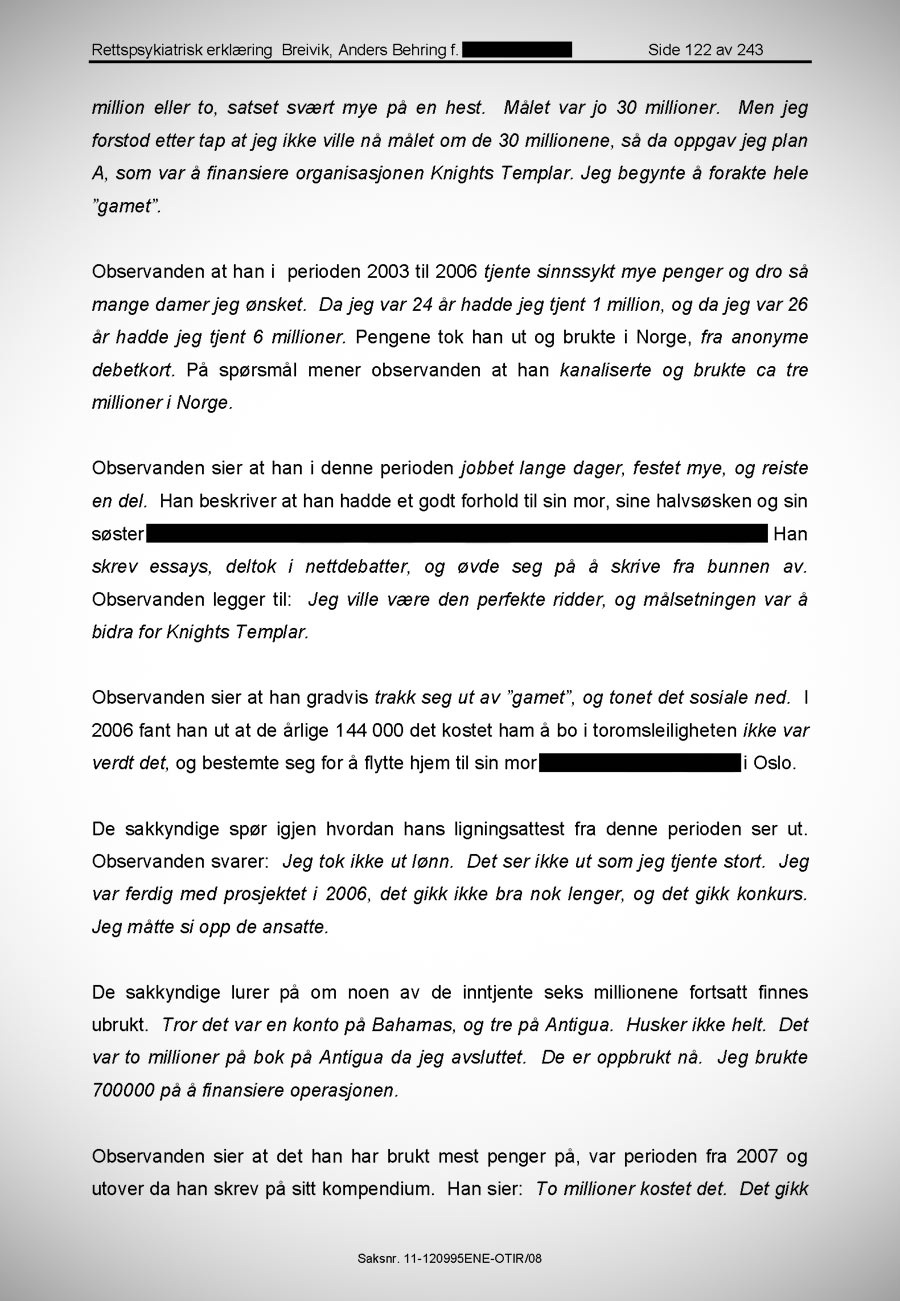 Rettspsykiatrisk erklæring Breivik, Anders Behring f. Side 122 av 243
million eller to, satset svært mye på en hest. Målet var jo 30 millioner. Men jeg
forstod etter tap at jeg ikke ville nå målet om de 30 millionene, så da oppgav jeg plan
A, som var å finansiere organisasjonen Knights Templar. Jeg begynte å forakte hele
”gamet”.
Observanden at han i perioden 2003 til 2006 tjente sinnssykt mye penger og dro så
mange damer jeg ønsket. Da jeg var 24 år hadde jeg tjent 1 million, og da jeg var 26
år hadde jeg tjent 6 millioner. Pengene tok han ut og brukte i Norge, fra anonyme
debetkort. På spørsmål mener observanden at han kanaliserte og brukte ca tre
millioner i Norge.
Observanden sier at han i denne perioden jobbet lange dager, festet mye, og reiste
en del. Han beskriver at han hadde et godt forhold til sin mor, sine halvsøsken og sin
søster Han
skrev essays, deltok i nettdebatter, og øvde seg på å skrive fra bunnen av.
Observanden legger til: Jeg ville være den perfekte ridder, og målsetningen var å
bidra for Knights Templar.
Observanden sier at han gradvis trakk seg ut av ”gamet”, og tonet det sosiale ned. I
2006 fant han ut at de årlige 144 000 det kostet ham å bo i toromsleiligheten ikke var
verdt det, og bestemte seg for å flytte hjem til sin mor i Oslo.
De sakkyndige spør igjen hvordan hans ligningsattest fra denne perioden ser ut.
Observanden svarer: Jeg tok ikke ut lønn. Det ser ikke ut som jeg tjente stort. Jeg
var ferdig med prosjektet i 2006, det gikk ikke bra nok lenger, og det gikk konkurs.
Jeg måtte si opp de ansatte.
De sakkyndige lurer på om noen av de inntjente seks millionene fortsatt finnes
ubrukt. Tror det var en konto på Bahamas, og tre på Antigua. Husker ikke helt. Det
var to millioner på bok på Antigua da jeg avsluttet. De er oppbrukt nå. Jeg brukte
700000 på å finansiere operasjonen.
Observanden sier at det han har brukt mest penger på, var perioden fra 2007 og
utover da han skrev på sitt kompendium. Han sier: To millioner kostet det. Det gikk
Saksnr. 11-120995ENE-OTIR/08